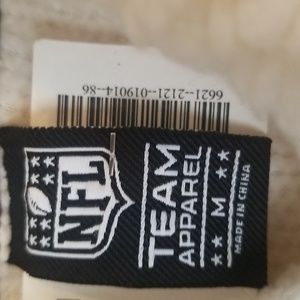 6621--2121--019014--86
NFL
TEAM
APPAREL
M
MADE IN CHINA